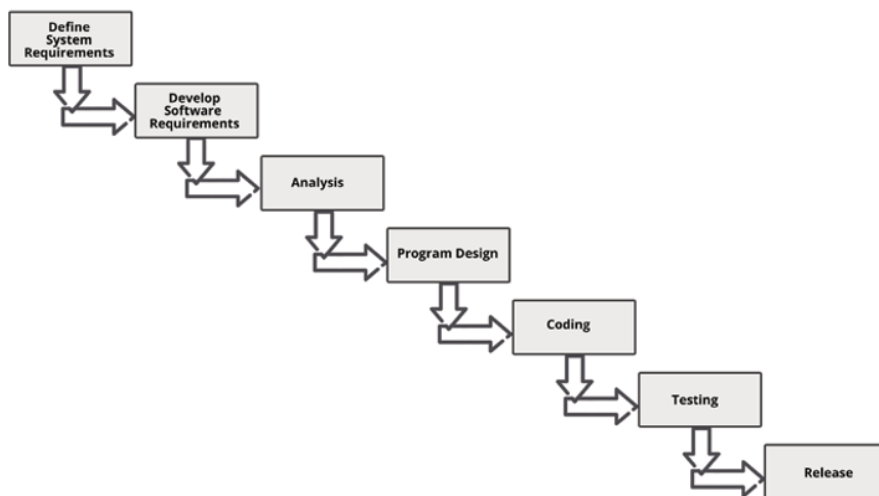 Define
System
Requirements
Develop
Software
Requirements
Analysis
Program Design
Coding
Testing
Release